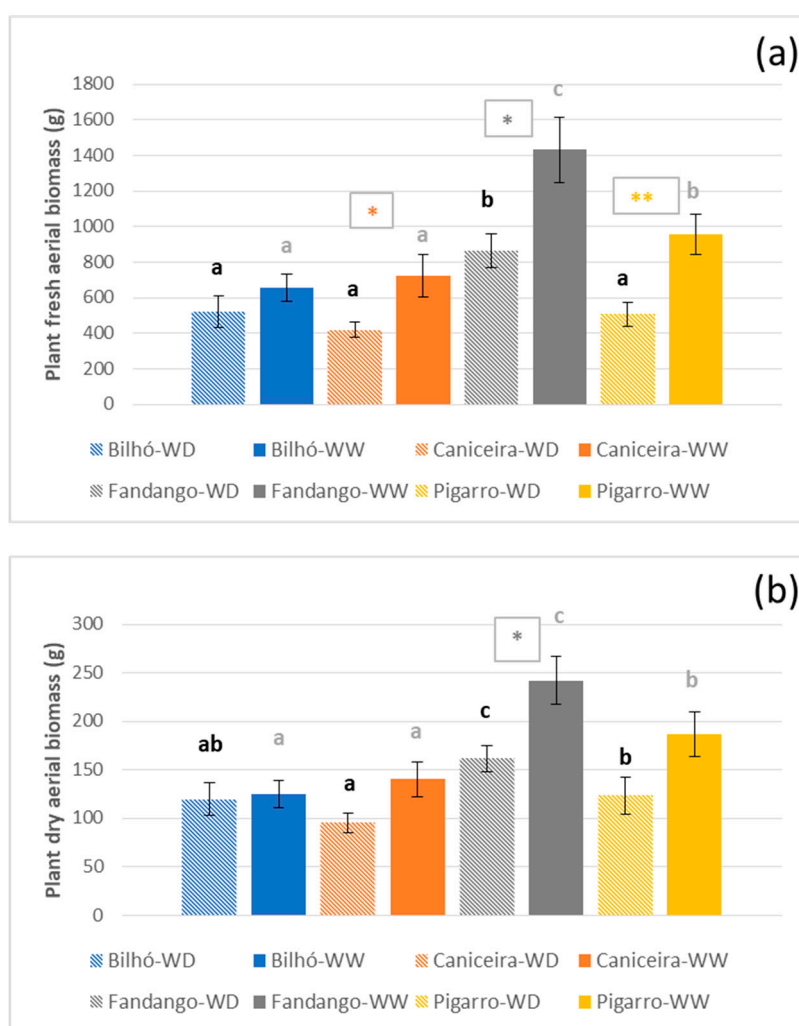 (a)
Plant fresh aerial biomass (g)
1800
1600
1400
1200
1000
800
600
400
200
0
a
a
a
*
a
b
*
c
a
**
b
Bilhó-WD Bilhó-WW Caniceira-WD Caniceira-WW
Fandango-WD Fandango-WW Pigarro-WD Pigarro-WW
(b)
Plant dry aerial biomass (g)
300
250
200
150
100
50
0
ab
a
a
a
c
*
c
b
b
Bilhó-WD Bilhó-WW Caniceira-WD Caniceira-WW
Fandango-WD Fandango-WW Pigarro-WD Pigarro-WW